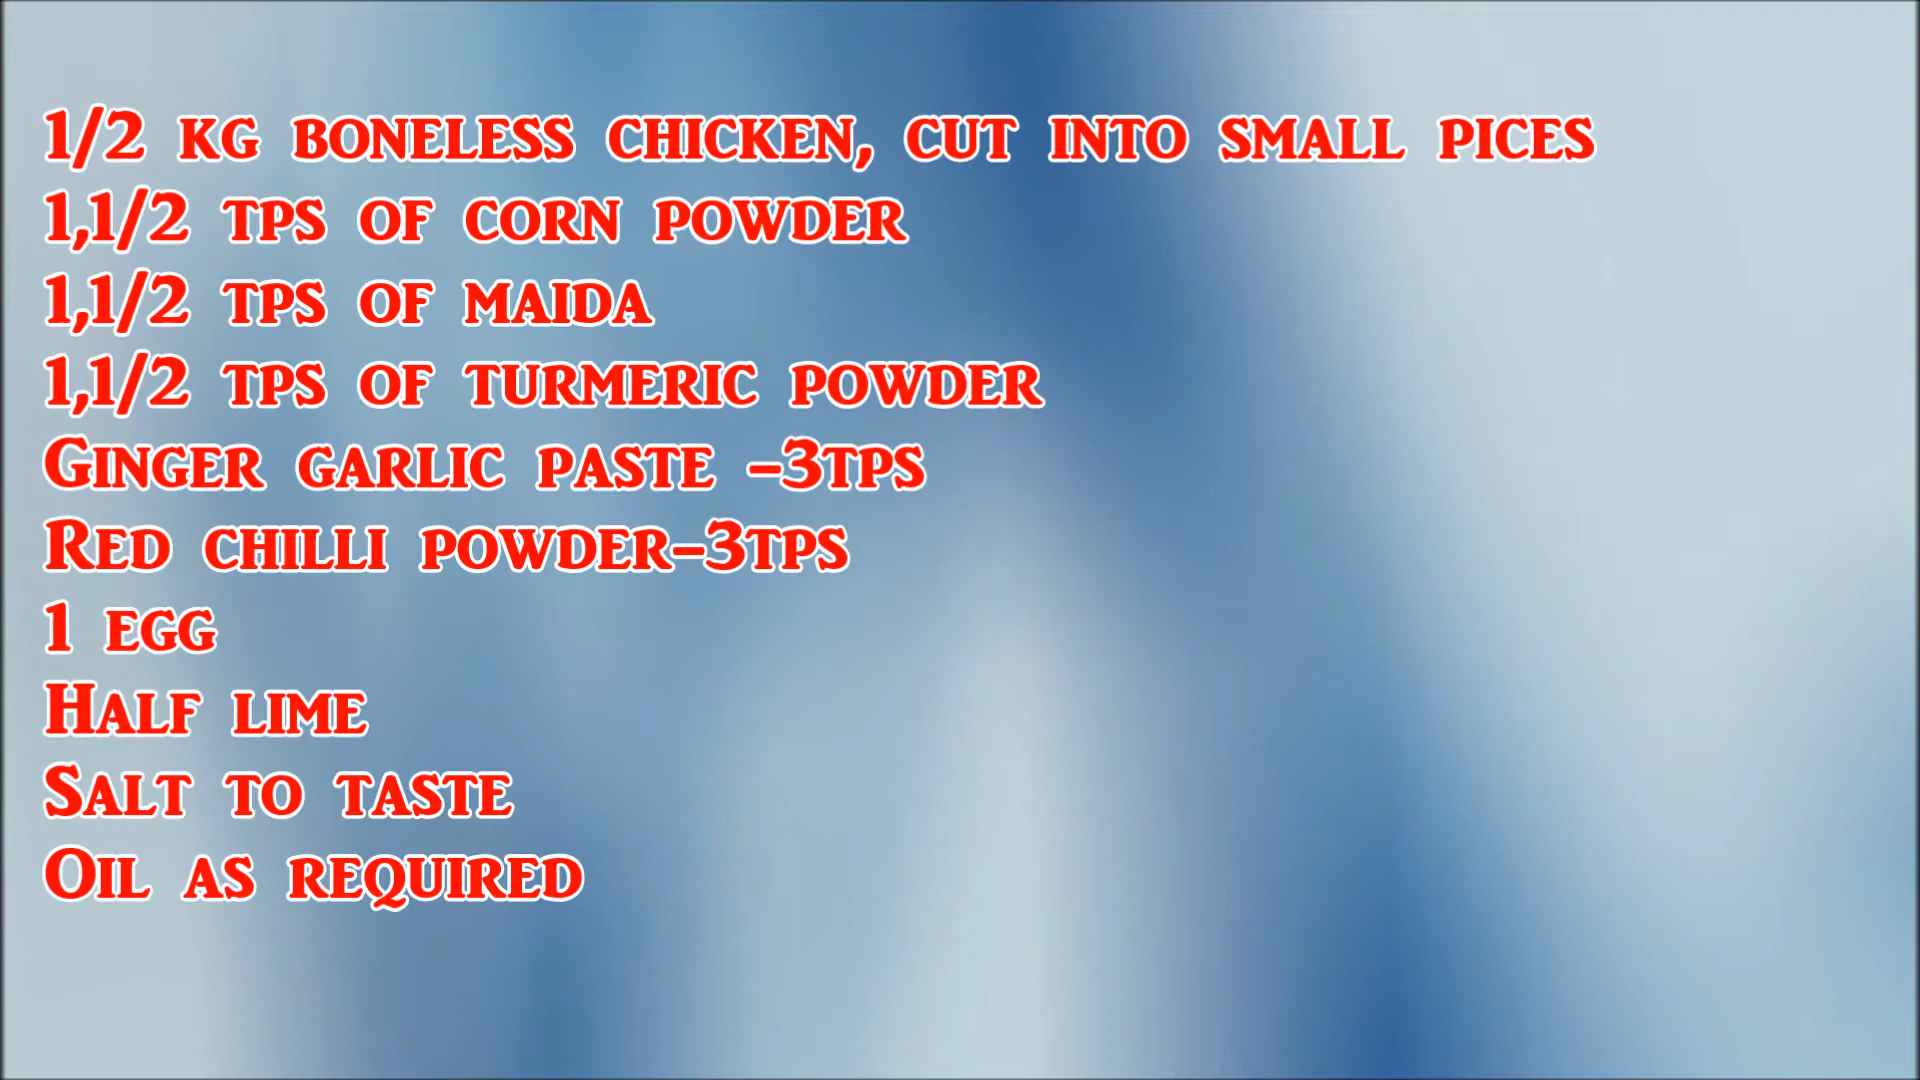 1/2 kg boneless chicken, cut into small pices
1,1/2 tps of corn powder
1,1/2 tps of maida
1,1/2 tps of turmeric powder
Ginger garlic paste -3tps
Red chilli powder-3tps
1 egg
Half lime
Salt to taste
Oil as required